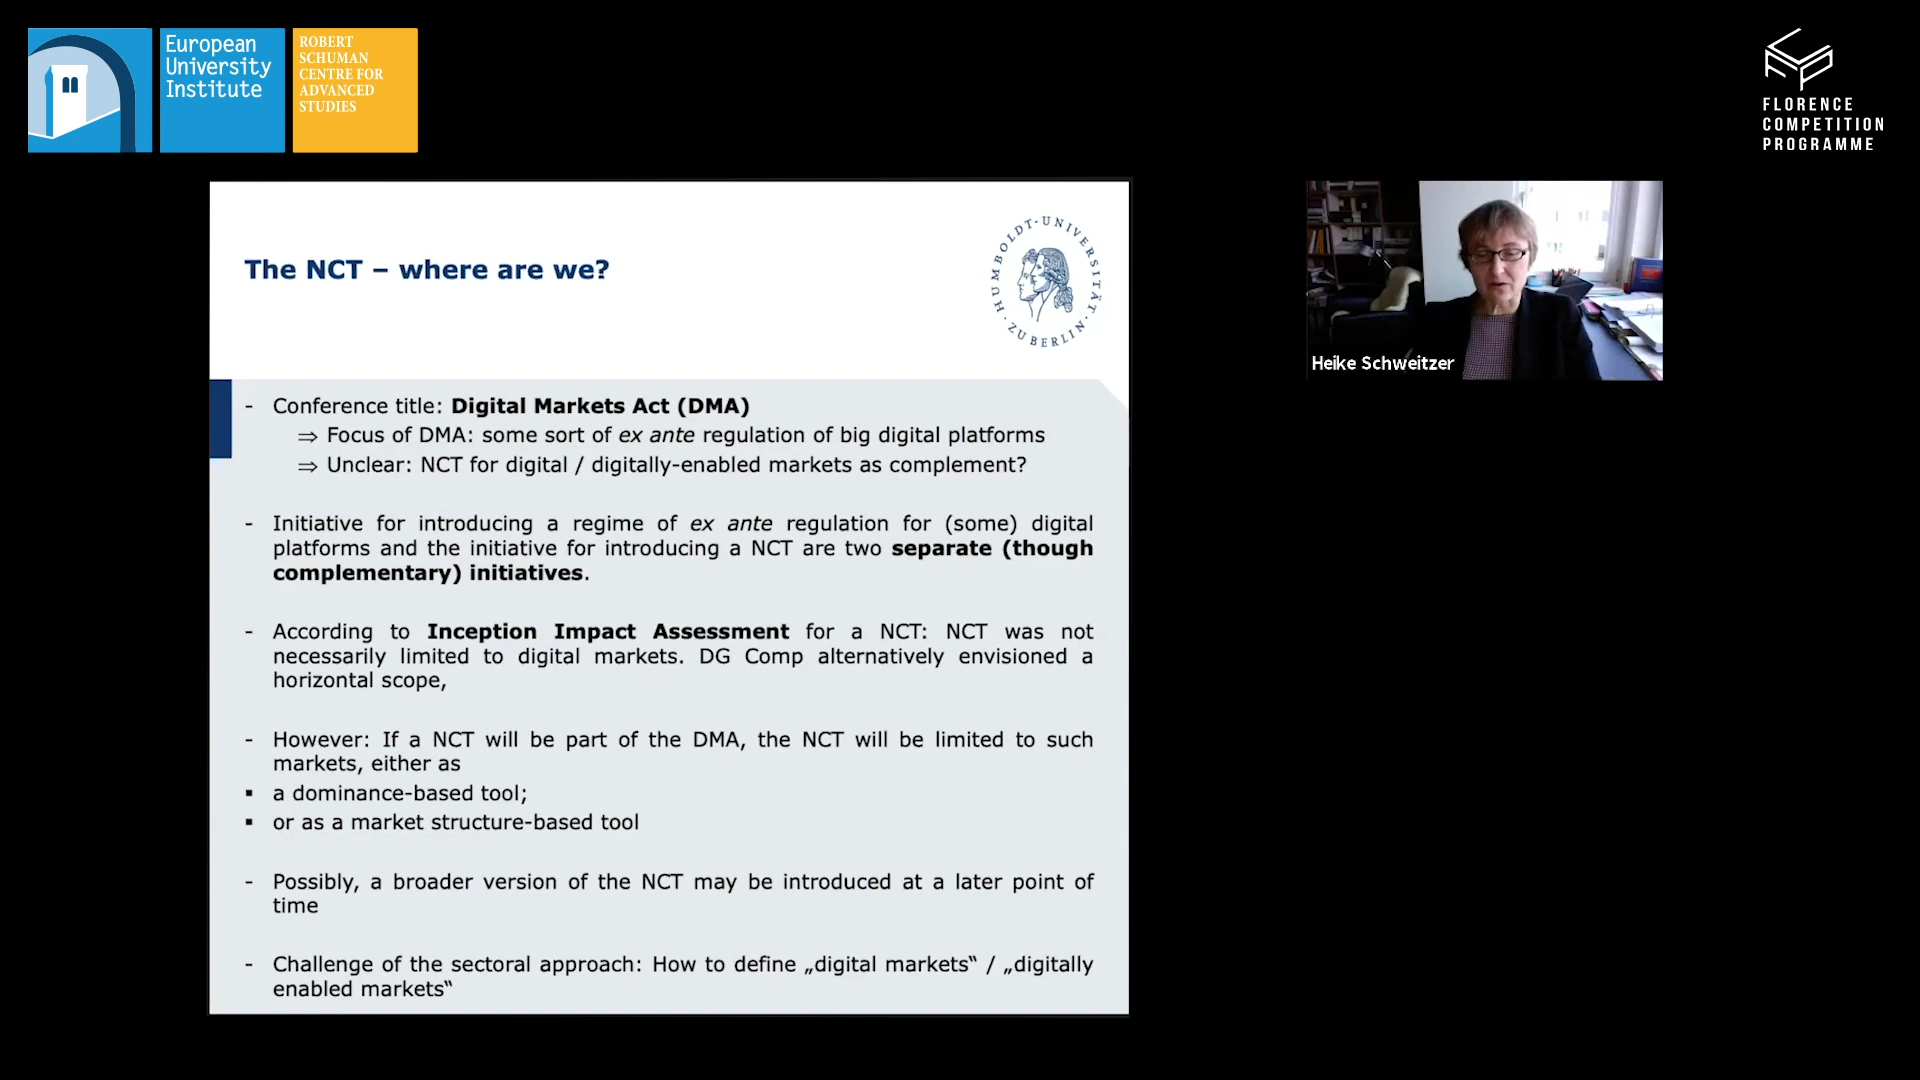 European
University
Institute
ROBERT
SCHUMAN
CENTRE FOR
ADVANCED
STUDIES
FLORENCE
COMPETITION
PROGRAMME
The NCT – where are we?
HUMBOLDT-UNIVERSITÄT · ZU BERLIN ·
- Conference title: Digital Markets Act (DMA)
⇒ Focus of DMA: some sort of ex ante regulation of big digital platforms
⇒ Unclear: NCT for digital / digitally-enabled markets as complement?
- Initiative for introducing a regime of ex ante regulation for (some) digital
platforms and the initiative for introducing a NCT are two separate (though
complementary) initiatives.
- According to Inception Impact Assessment for a NCT: NCT was not
necessarily limited to digital markets. DG Comp alternatively envisioned a
horizontal scope,
- However: If a NCT will be part of the DMA, the NCT will be limited to such
markets, either as
▪ a dominance-based tool;
▪ or as a market structure-based tool
- Possibly, a broader version of the NCT may be introduced at a later point of
time
- Challenge of the sectoral approach: How to define „digital markets“ / „digitally
enabled markets“
Heike Schweitzer